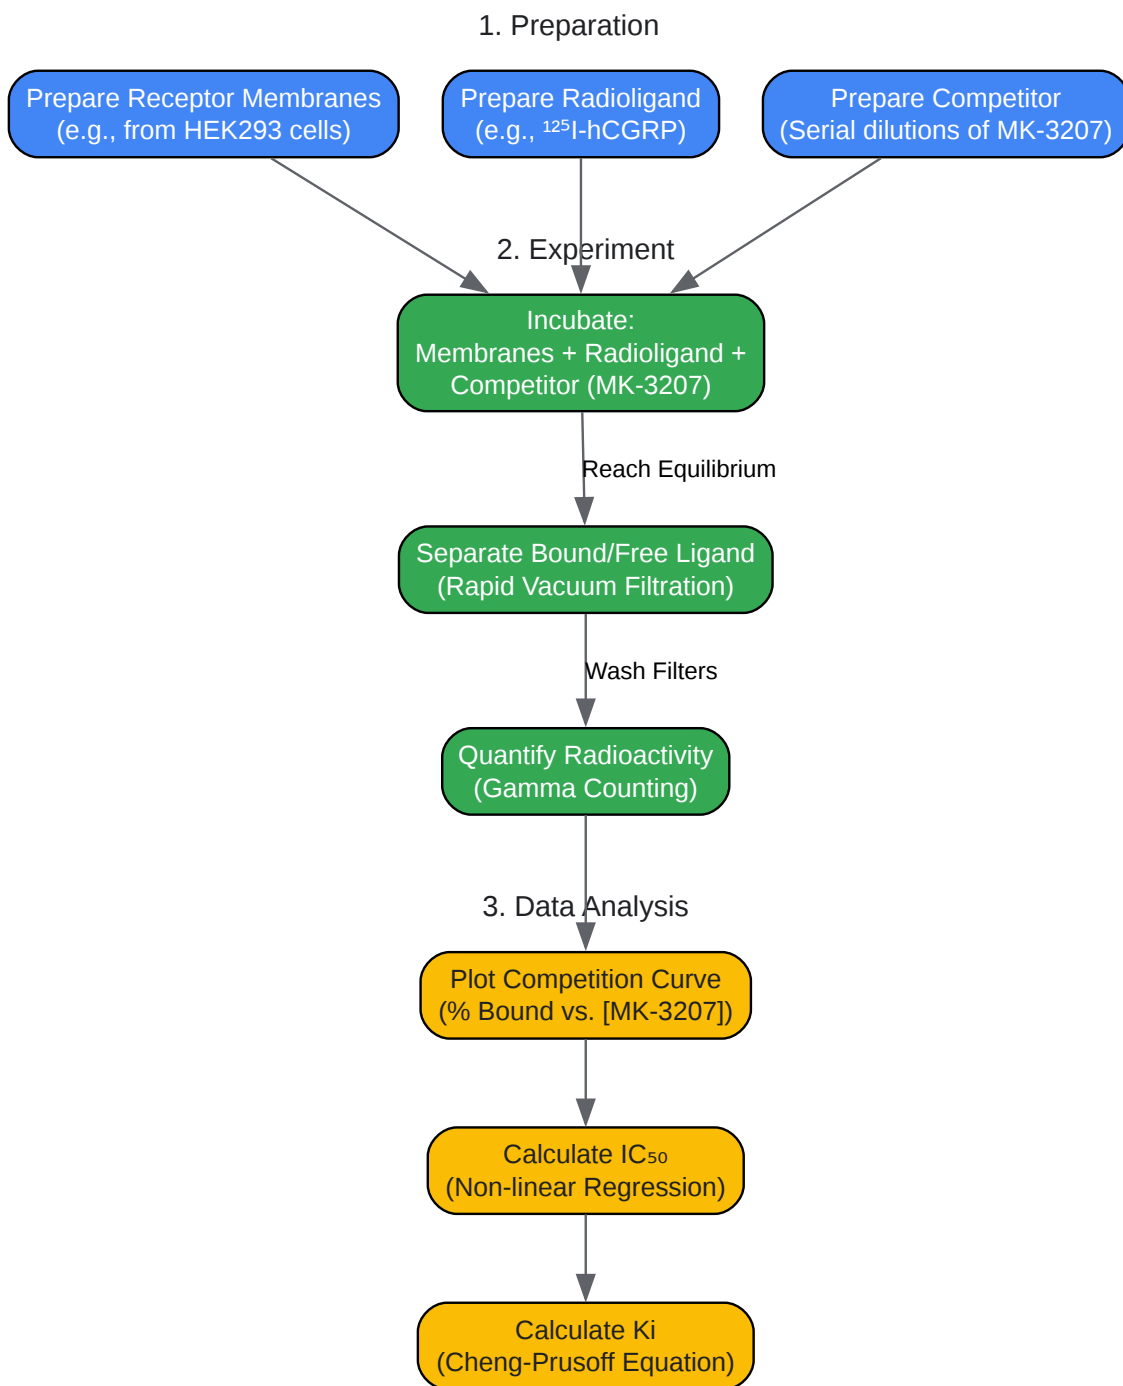 1. Preparation
Prepare Receptor Membranes
(e.g., from HEK293 cells)
Prepare Radioligand
(e.g., ¹²⁵I-hCGRP)
Prepare Competitor
(Serial dilutions of MK-3207)
2. Experiment
Incubate:
Membranes + Radioligand +
Competitor (MK-3207)
Reach Equilibrium
Separate Bound/Free Ligand
(Rapid Vacuum Filtration)
Wash Filters
Quantify Radioactivity
(Gamma Counting)
3. Data Analysis
Plot Competition Curve
(% Bound vs. [MK-3207])
Calculate IC₅₀
(Non-linear Regression)
Calculate Ki
(Cheng-Prusoff Equation)